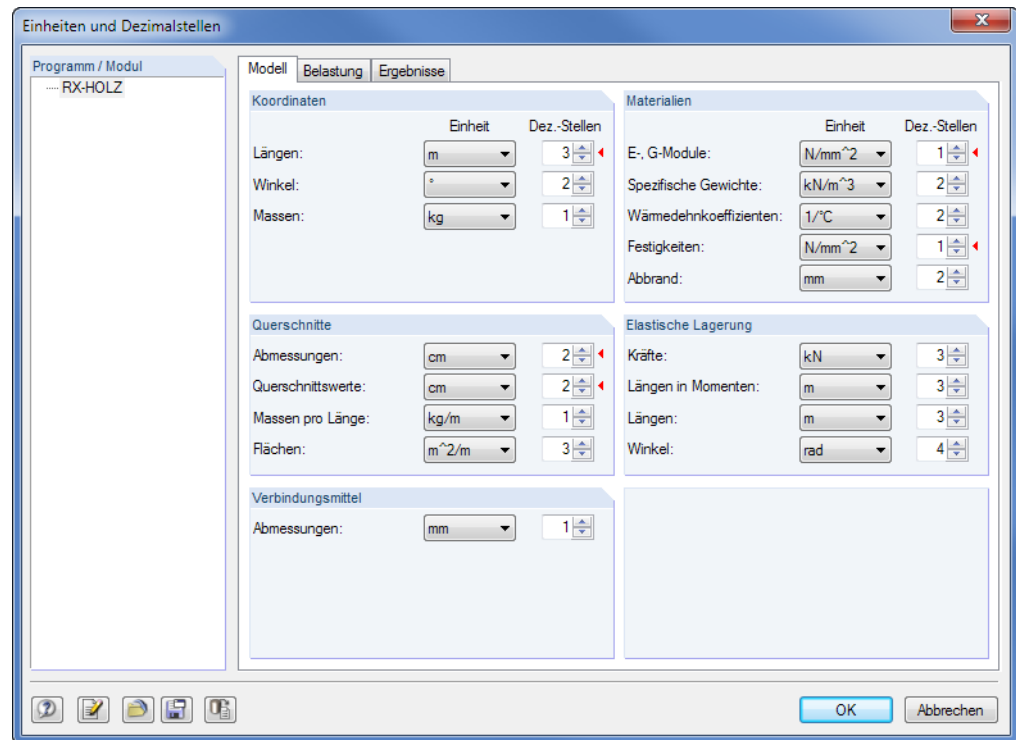 Einheiten und Dezimalstellen
Programm / Modul
RX-HOLZ
Modell Belastung Ergebnisse
Koordinaten
Einheit Dez.-Stellen
Längen: m 3
Winkel: ° 2
Massen: kg 1
Materialien
Einheit Dez.-Stellen
E-, G-Module: N/mm^2 1
Spezifische Gewichte: kN/m^3 2
Wärmedehnkoeffizienten: 1/°C 2
Festigkeiten: N/mm^2 1
Abbrand: mm 2
Querschnitte
Abmessungen: cm 2
Querschnittswerte: cm 2
Massen pro Länge: kg/m 1
Flächen: m^2/m 3
Elastische Lagerung
Kräfte: kN 3
Längen in Momenten: m 3
Längen: m 3
Winkel: rad 4
Verbindungsmittel
Abmessungen: mm 1
OK Abbrechen